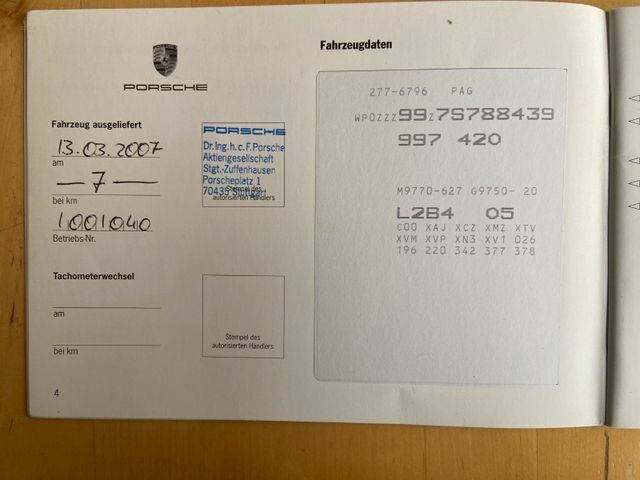 PORSCHE
Fahrzeug ausgeliefert
13.03.2007
am
— 7 —
bei km
1001040
Betriebs-Nr.
PORSCHE
Dr.Ing.h.c.F.Porsche
Aktiengesellschaft
Stgt.-Zuffenhausen
Porscheplatz 1
70435 Stuttgart
Stempel des
autorisierten Händlers
Tachometerwechsel
am
bei km
Stempel des
autorisierten Händlers
4
Fahrzeugdaten
277-6796 PAG
WPOZZZ99Z7S788439
997 420
M9770-627 G9750- 20
L2B4 05
C00 XAJ XCZ XMZ XTV
XVM XVP XN3 XV1 026
196 220 342 377 378